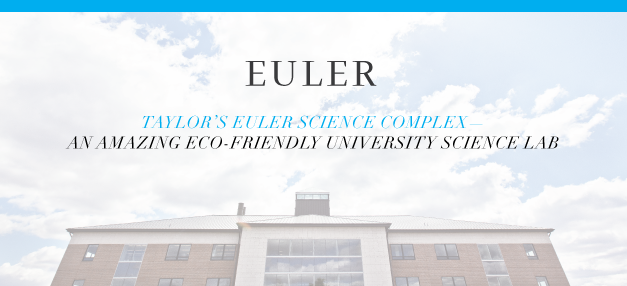 EULER
TAYLOR'S EULER SCIENCE COMPLEX—
AN AMAZING ECO-FRIENDLY UNIVERSITY SCIENCE LAB